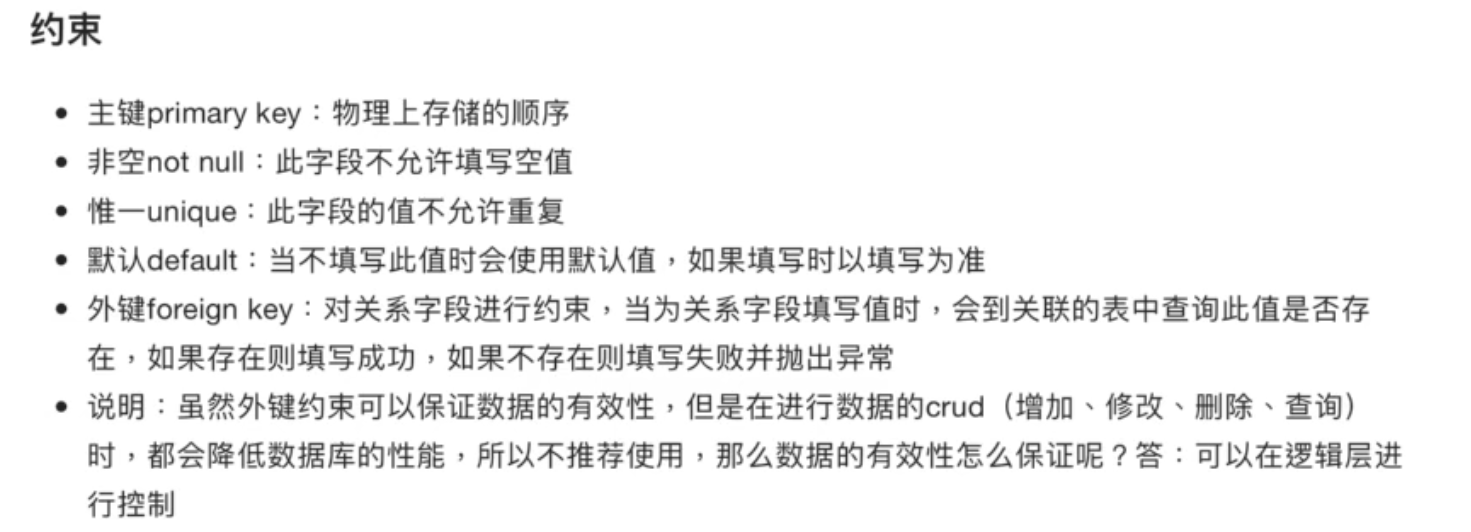 约束
主键primary key：物理上存储的顺序
非空not null：此字段不允许填写空值
惟一unique：此字段的值不允许重复
默认default：当不填写此值时会使用默认值，如果填写时以填写为准
外键foreign key：对关系字段进行约束，当为关系字段填写值时，会到关联的表中查询此值是否存
在，如果存在则填写成功，如果不存在则填写失败并抛出异常
说明：虽然外键约束可以保证数据的有效性，但是在进行数据的crud（增加、修改、删除、查询）
时，都会降低数据库的性能，所以不推荐使用，那么数据的有效性怎么保证呢？答：可以在逻辑层进
行控制